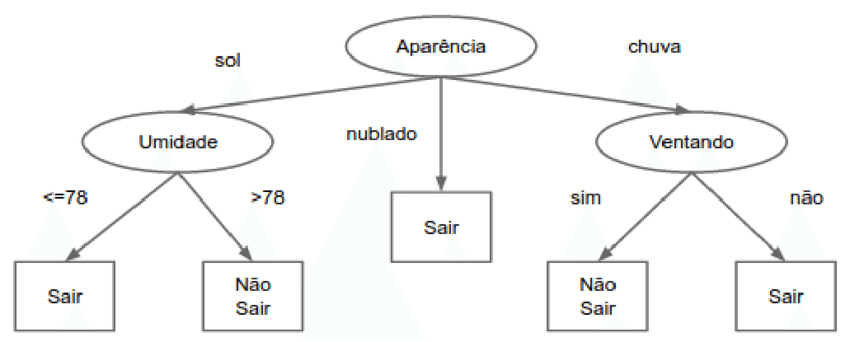 Aparência
sol
chuva
Umidade
nublado
Ventando
<=78
>78
sim
não
Sair
Sair
Não
Sair
Não
Sair
Sair